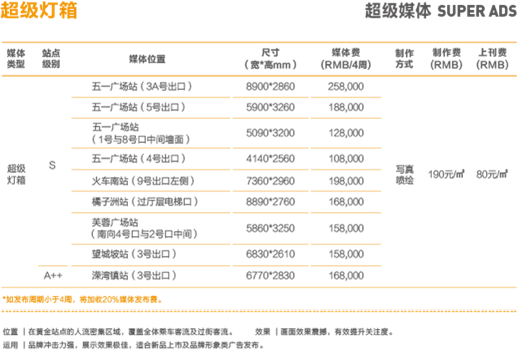 超级灯箱
超级媒体 SUPER ADS
媒体类型 站点级别 媒体位置 尺寸（宽*高mm） 媒体费（RMB/4周） 制作方式 制作费（RMB） 上刊费（RMB）
超级灯箱 S 五一广场站（3A号出口） 8900*2860 258,000 写真喷绘 190元/㎡ 80元/㎡
五一广场站（5号出口） 5900*3260 188,000
五一广场站（1号与8号口中间墙面） 5090*3200 128,000
五一广场站（4号出口） 4140*2560 108,000
火车南站（9号出口左侧） 7360*2960 198,000
橘子洲站（过厅层电梯口） 8890*2760 168,000
芙蓉广场站（南向4号口与2号口中间） 5860*3250 158,000
望城坡站（3号出口） 6830*2610 158,000
A++ 溁湾镇站（3号出口） 6770*2830 168,000
*如发布周期小于4周，将加收20%媒体发布费。
位置 | 在黄金站点的人流密集区域，覆盖全体乘车客流及过街客流。 效果 | 画面效果震撼，有效提升关注度。
运用 | 品牌冲击力强，展示效果极佳，适合新品上市及品牌形象类广告发布。